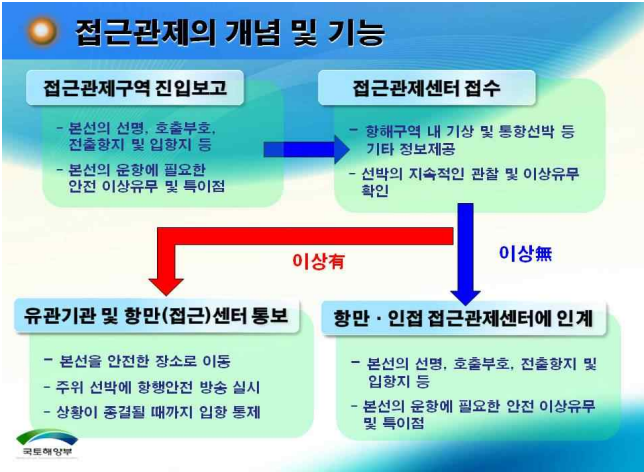 접근관제의 개념 및 기능
접근관제구역 진입보고
- 본선의 선명, 호출부호,
전출항지 및 입항지 등
- 본선의 운항에 필요한
안전 이상유무 및 특이점
접근관제센터 접수
- 항해구역 내 기상 및 통항선박 등
기타 정보제공
- 선박의 지속적인 관찰 및 이상유무
확인
이상有
이상無
유관기관 및 항만(접근)센터 통보
- 본선을 안전한 장소로 이동
- 주위 선박에 항행안전 방송 실시
- 상황이 종결될 때까지 입항 통제
항만 · 인접 접근관제센터에 인계
- 본선의 선명, 호출부호, 전출항지 및
입항지 등
- 본선의 운항에 필요한 안전 이상유무
및 특이점
국토해양부